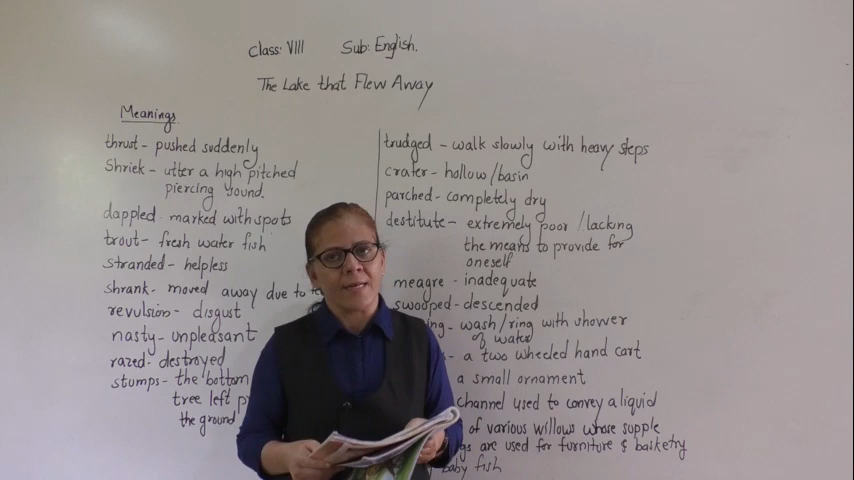 Class: VIII Sub: English.
The Lake that Flew Away
Meanings
thrust - pushed suddenly
Shriek - utter a high pitched
piercing sound.
dappled - marked with spots
trout - fresh water fish
stranded - helpless
shrank - moved away due to
revulsion - disgust
nasty - unpleasant
razed - destroyed
stumps - the bottom
tree left
the ground
trudged - walk slowly with heavy steps
crater - hollow/basin
parched - completely dry
destitute - extremely poor / lacking
the means to provide for
oneself
meagre - inadequate
swooped - descended
wash/ring with shower
of water
- a two wheeled hand cart
a small ornament
channel used to convey a liquid
of various willows whose supple
are used for furniture & basketry
baby fish